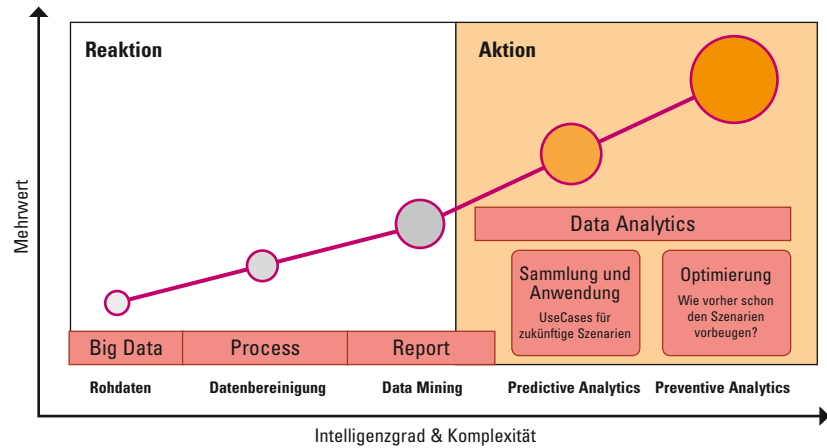 Reaktion
Aktion
Mehrwert
Data Analytics
Sammlung und
Anwendung
UseCases für
zukünftige Szenarien
Optimierung
Wie vorher schon
den Szenarien
vorbeugen?
Big Data
Process
Report
Rohdaten
Datenbereinigung
Data Mining
Predictive Analytics
Preventive Analytics
Intelligenzgrad & Komplexität